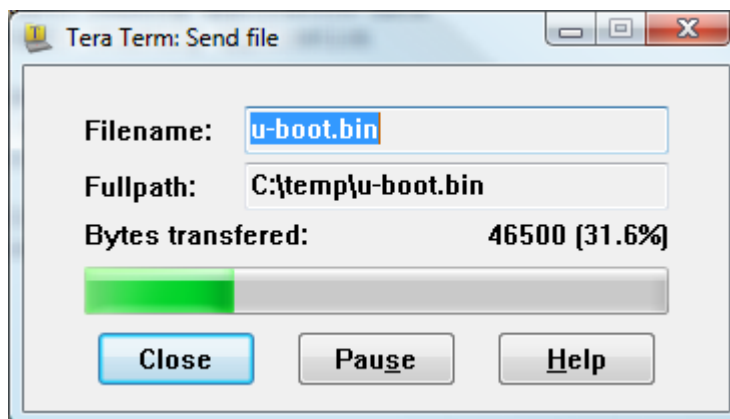 Tera Term: Send file
Filename: u-boot.bin
Fullpath: C:\temp\u-boot.bin
Bytes transfered: 46500 (31.6%)
Close Pause Help